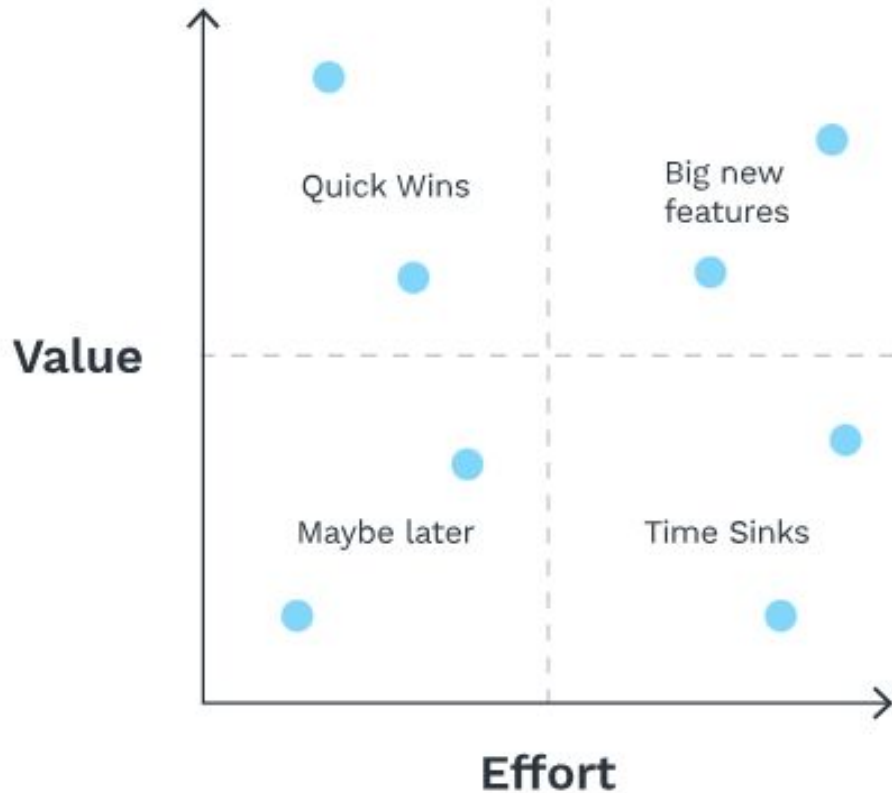 Quick Wins
Big new
features
Value
Maybe later
Time Sinks
Effort